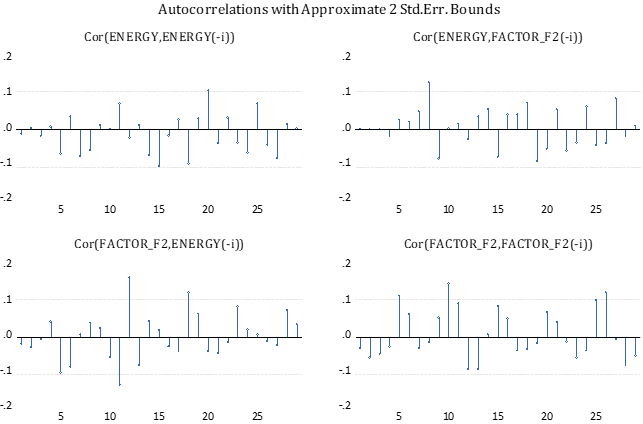 Autocorrelations with Approximate 2 Std.Err. Bounds
Cor(ENERGY,ENERGY(-i))
.2
.1
.0
-.1
-.2
5 10 15 20 25
Cor(ENERGY,FACTOR_F2(-i))
.2
.1
.0
-.1
-.2
5 10 15 20 25
Cor(FACTOR_F2,ENERGY(-i))
.2
.1
.0
-.1
-.2
5 10 15 20 25
Cor(FACTOR_F2,FACTOR_F2(-i))
.2
.1
.0
-.1
-.2
5 10 15 20 25